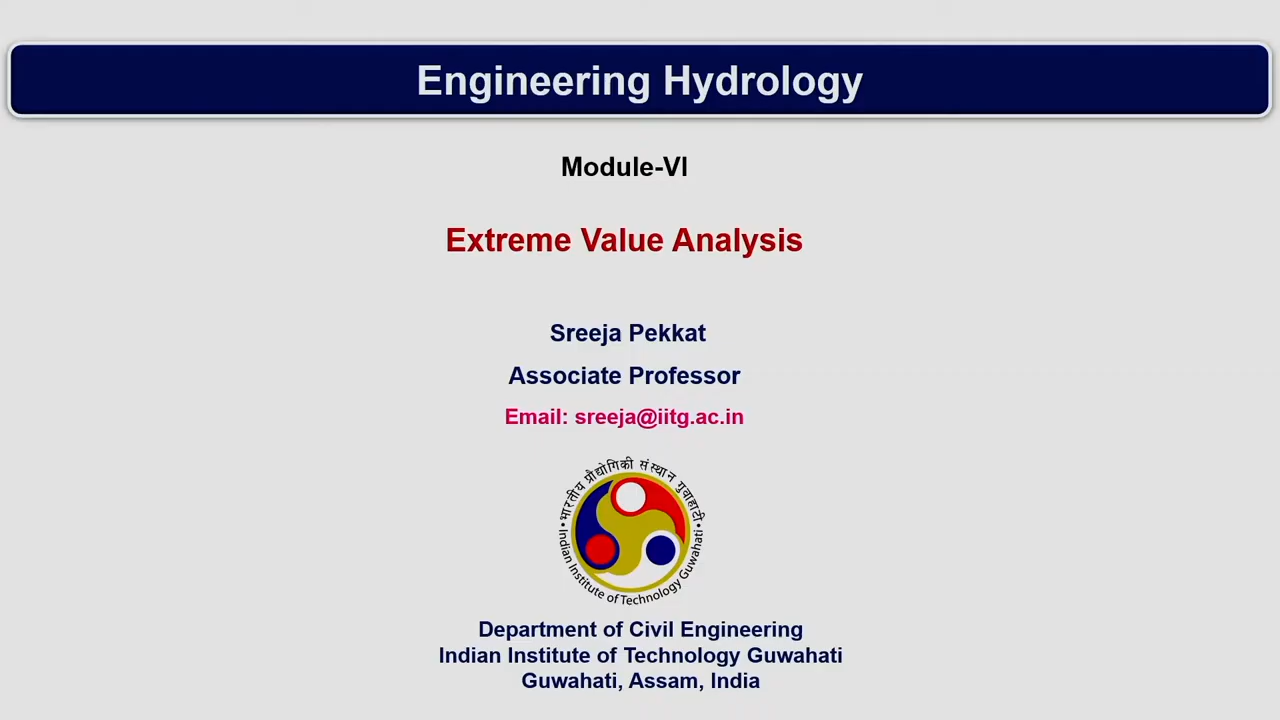 Engineering Hydrology
Module-VI
Extreme Value Analysis
Sreeja Pekkat
Associate Professor
Email: sreeja@iitg.ac.in
भारतीय प्रौद्योगिकी संस्थान गुवाहाटी
Indian Institute of Technology Guwahati
Department of Civil Engineering
Indian Institute of Technology Guwahati
Guwahati, Assam, India